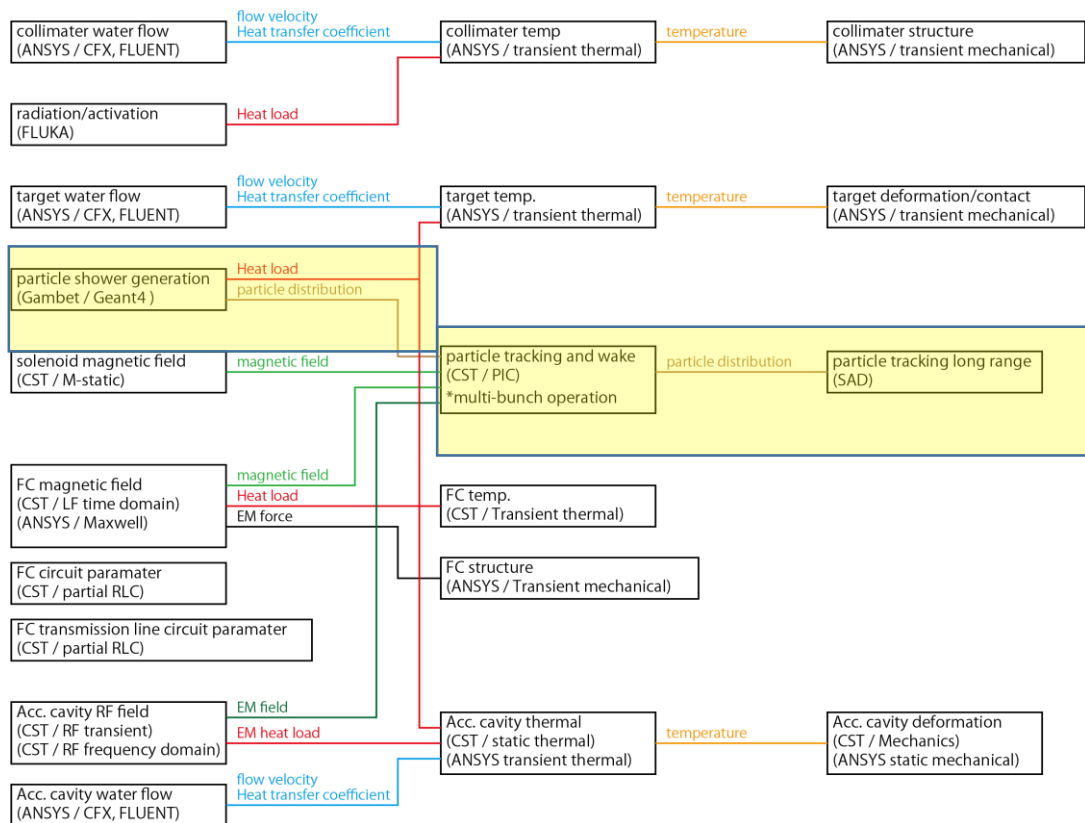 collimater water flow
(ANSYS / CFX, FLUENT)
flow velocity
Heat transfer coefficient
collimater temp
(ANSYS / transient thermal)
temperature
collimater structure
(ANSYS / transient mechanical)
radiation/activation
(FLUKA)
Heat load
target water flow
(ANSYS / CFX, FLUENT)
flow velocity
Heat transfer coefficient
target temp.
(ANSYS / transient thermal)
temperature
target deformation/contact
(ANSYS / transient mechanical)
particle shower generation
(Gambet / Geant4 )
Heat load
particle distribution
solenoid magnetic field
(CST / M-static)
magnetic field
particle tracking and wake
(CST / PIC)
*multi-bunch operation
particle distribution
particle tracking long range
(SAD)
FC magnetic field
(CST / LF time domain)
(ANSYS / Maxwell)
magnetic field
Heat load
EM force
FC temp.
(CST / Transient thermal)
FC structure
(ANSYS / Transient mechanical)
FC circuit paramater
(CST / partial RLC)
FC transmission line circuit paramater
(CST / partial RLC)
Acc. cavity RF field
(CST / RF transient)
(CST / RF frequency domain)
EM field
EM heat load
Acc. cavity thermal
(CST / static thermal)
(ANSYS transient thermal)
temperature
Acc. cavity deformation
(CST / Mechanics)
(ANSYS static mechanical)
Acc. cavity water flow
(ANSYS / CFX, FLUENT)
flow velocity
Heat transfer coefficient